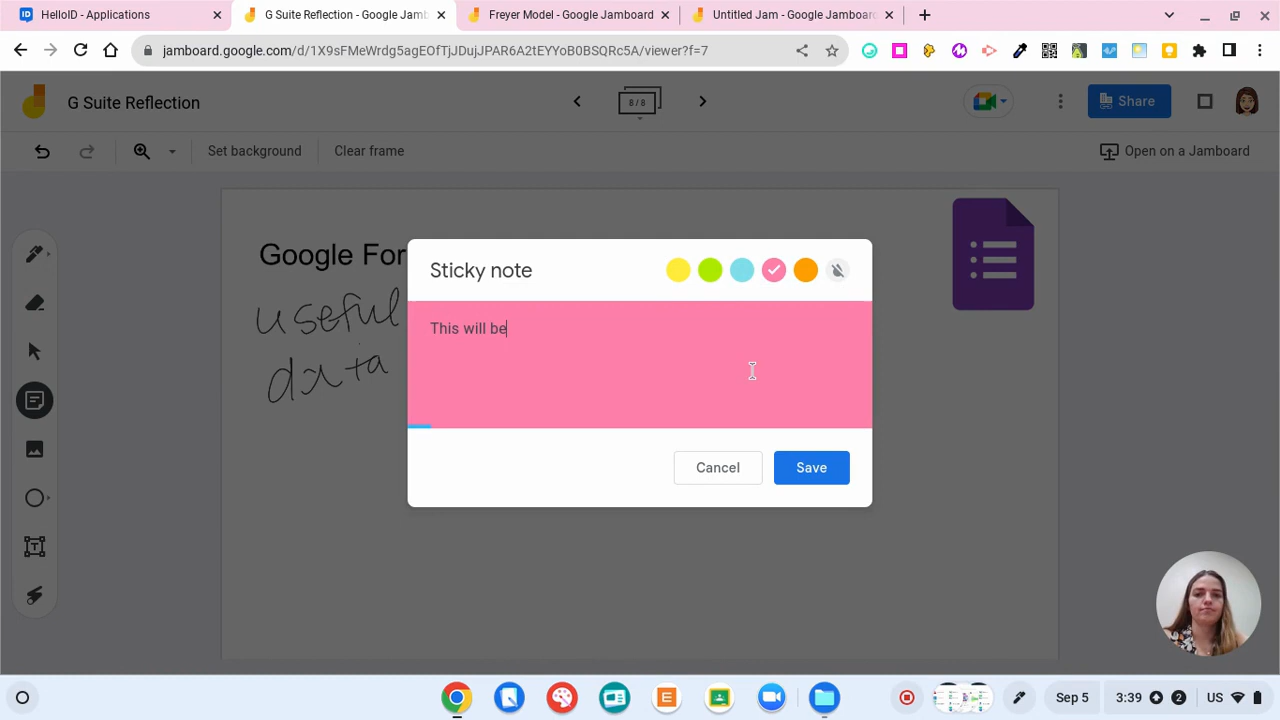 HelloID - Applications
G Suite Reflection - Google Jamb
Freyer Model - Google Jamboard
Untitled Jam - Google Jamboard
jamboard.google.com/d/1X9sFMeWrdg5agEOfTjJDujJPAR6A2tEYYoB0BSQRc5A/viewer?f=7
G Suite Reflection
8 / 8
Share
Set background
Clear frame
Open on a Jamboard
Google For
useful
data
Sticky note
This will be
Cancel
Save
Sep 5
3:39
2
US